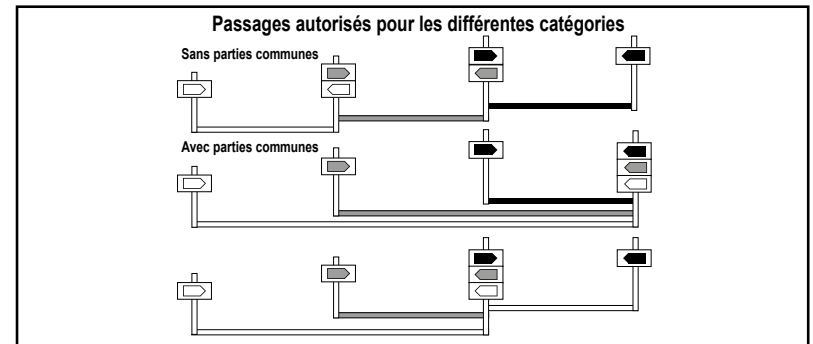 Passages autorisés pour les différentes catégories
Sans parties communes
Avec parties communes